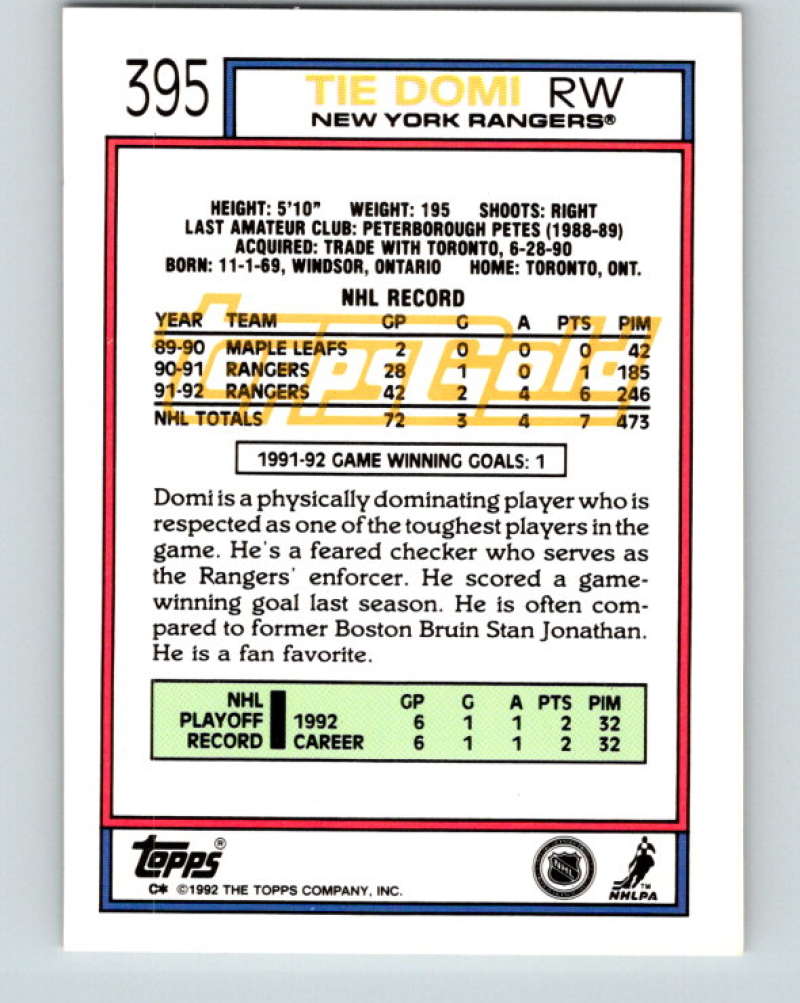 395
TIE DOMI RW
NEW YORK RANGERS®
HEIGHT: 5'10" WEIGHT: 195 SHOOTS: RIGHT
LAST AMATEUR CLUB: PETERBOROUGH PETES (1988-89)
ACQUIRED: TRADE WITH TORONTO, 6-28-90
BORN: 11-1-69, WINDSOR, ONTARIO HOME: TORONTO, ONT.
NHL RECORD
YEAR TEAM GP G A PTS PIM
89-90 MAPLE LEAFS 2 0 0 0 42
90-91 RANGERS 28 1 0 1 185
91-92 RANGERS 42 2 4 6 246
NHL TOTALS 72 3 4 7 473
ToppsGold
1991-92 GAME WINNING GOALS: 1
Domi is a physically dominating player who is
respected as one of the toughest players in the
game. He's a feared checker who serves as
the Rangers' enforcer. He scored a game-
winning goal last season. He is often com-
pared to former Boston Bruin Stan Jonathan.
He is a fan favorite.
NHL GP G A PTS PIM
PLAYOFF 1992 6 1 1 2 32
RECORD CAREER 6 1 1 2 32
Topps®
C* ©1992 THE TOPPS COMPANY, INC.
NHL
TM
NHLPA